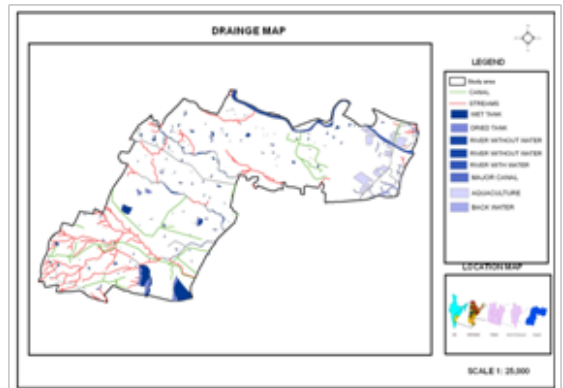 DRAINGE MAP
LEGEND
Study area
CANAL
STREAMS
WET TANK
DRIED TANK
RIVER WITHOUT WATER
RIVER WITHOUT WATER
RIVER WITH WATER
MAJOR CANAL
AQUACULTURE
BACK WATER
LOCATION MAP
SCALE 1: 25,000